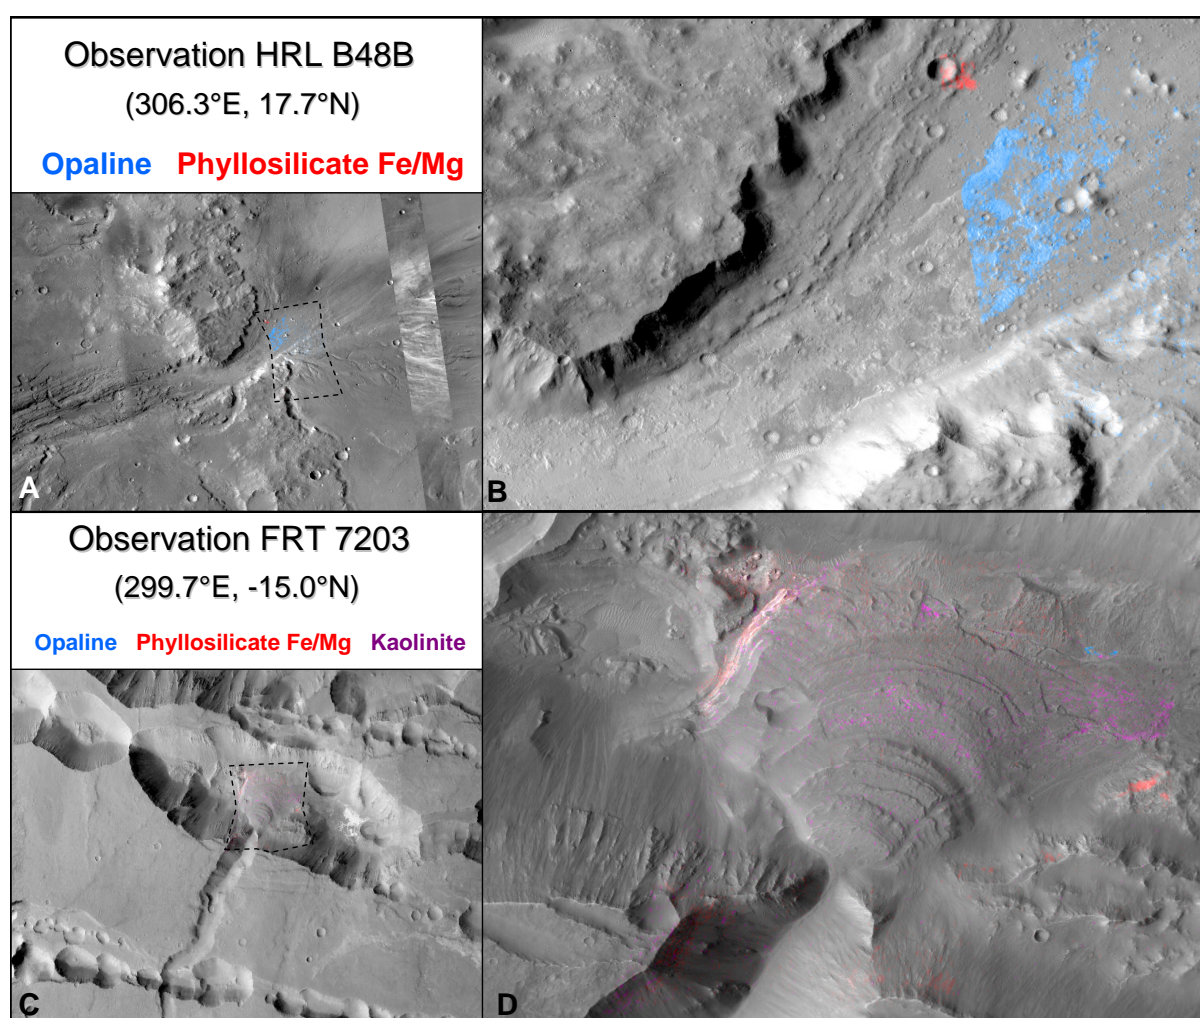 Observation HRL B48B
(306.3°E, 17.7°N)
Opaline Phyllosilicate Fe/Mg
A
B
Observation FRT 7203
(299.7°E, -15.0°N)
Opaline Phyllosilicate Fe/Mg Kaolinite
C
D